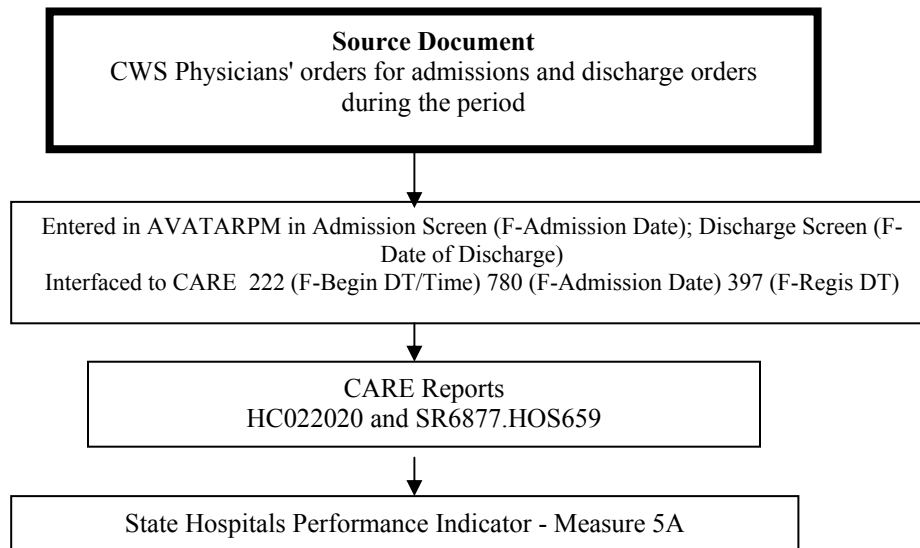 Source Document
CWS Physicians' orders for admissions and discharge orders
during the period
Entered in AVATARPM in Admission Screen (F-Admission Date); Discharge Screen (F-
Date of Discharge)
Interfaced to CARE 222 (F-Begin DT/Time) 780 (F-Admission Date) 397 (F-Regis DT)
CARE Reports
HC022020 and SR6877.HOS659
State Hospitals Performance Indicator - Measure 5A